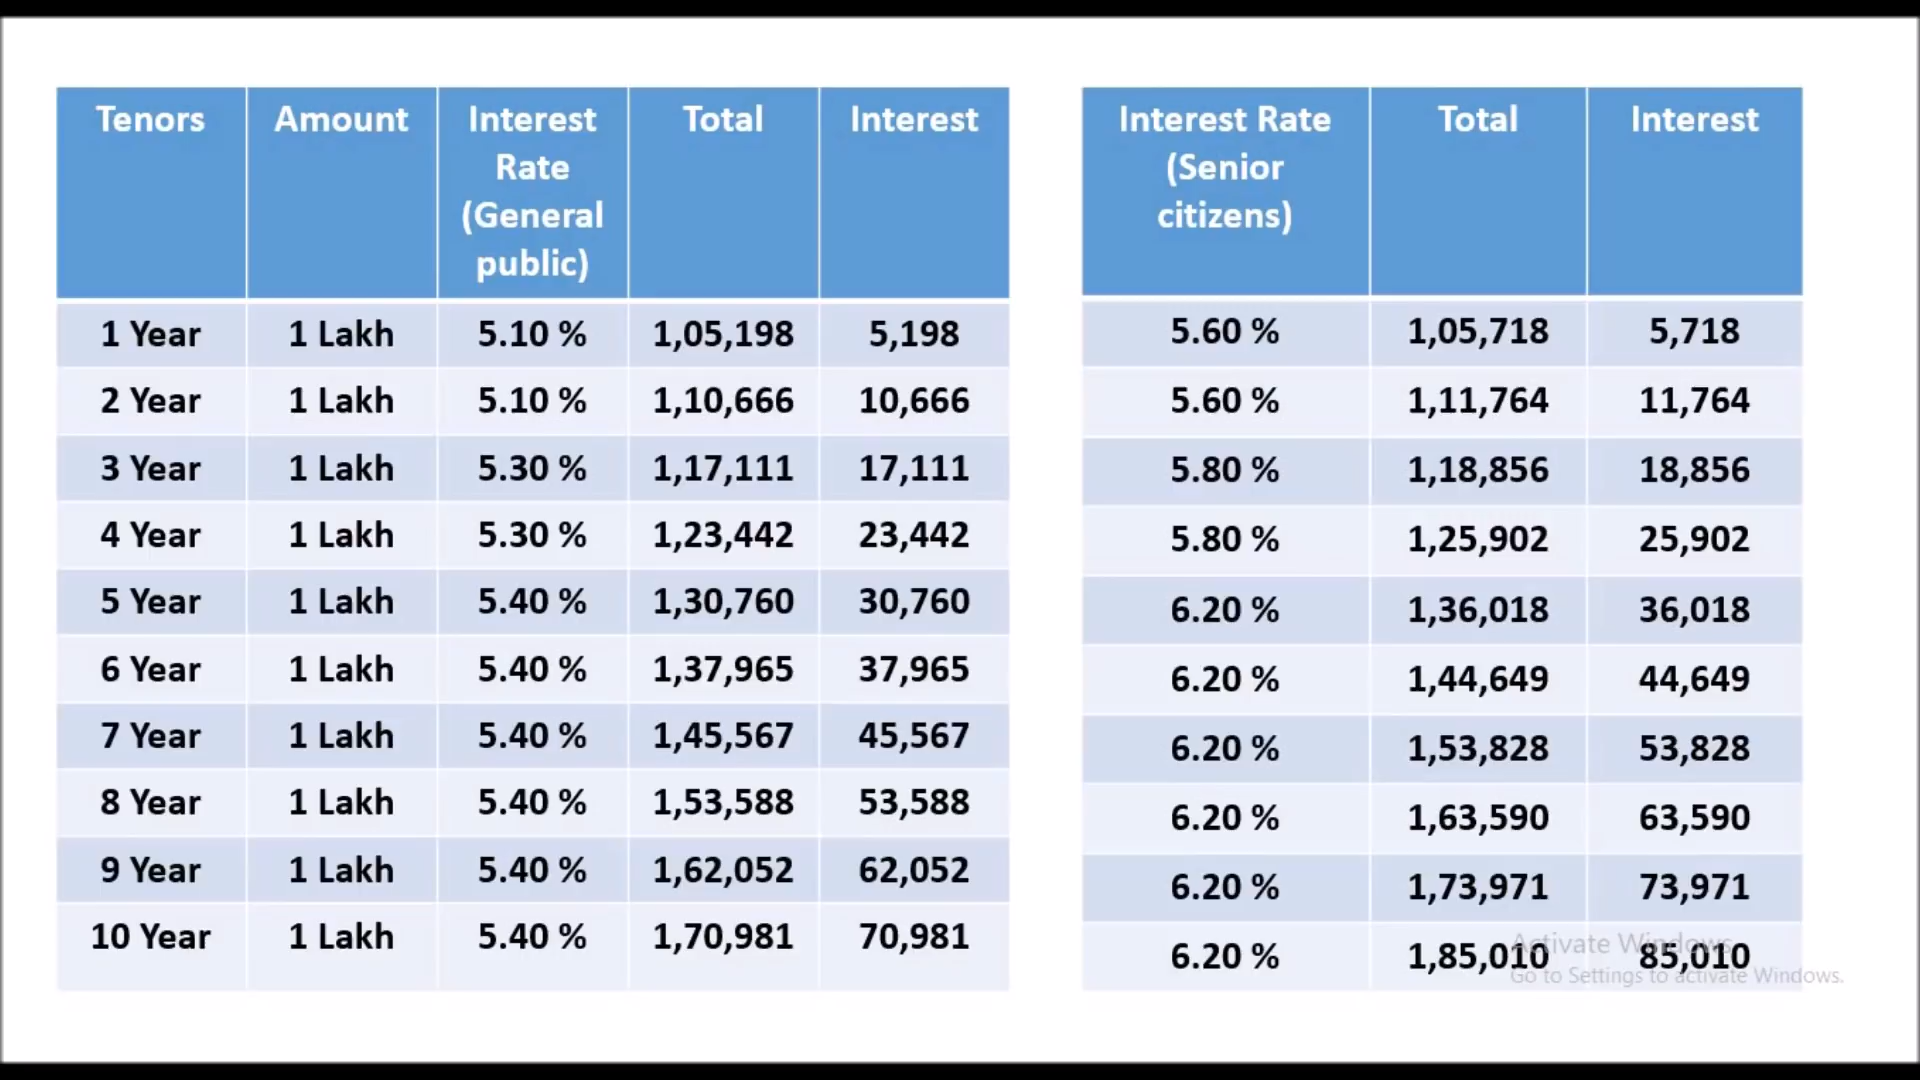 Tenors Amount Interest Rate (General public) Total Interest
1 Year 1 Lakh 5.10 % 1,05,198 5,198
2 Year 1 Lakh 5.10 % 1,10,666 10,666
3 Year 1 Lakh 5.30 % 1,17,111 17,111
4 Year 1 Lakh 5.30 % 1,23,442 23,442
5 Year 1 Lakh 5.40 % 1,30,760 30,760
6 Year 1 Lakh 5.40 % 1,37,965 37,965
7 Year 1 Lakh 5.40 % 1,45,567 45,567
8 Year 1 Lakh 5.40 % 1,53,588 53,588
9 Year 1 Lakh 5.40 % 1,62,052 62,052
10 Year 1 Lakh 5.40 % 1,70,981 70,981
Interest Rate (Senior citizens) Total Interest
5.60 % 1,05,718 5,718
5.60 % 1,11,764 11,764
5.80 % 1,18,856 18,856
5.80 % 1,25,902 25,902
6.20 % 1,36,018 36,018
6.20 % 1,44,649 44,649
6.20 % 1,53,828 53,828
6.20 % 1,63,590 63,590
6.20 % 1,73,971 73,971
6.20 % 1,85,010 85,010
Activate Windows
Go to Settings to activate Windows.